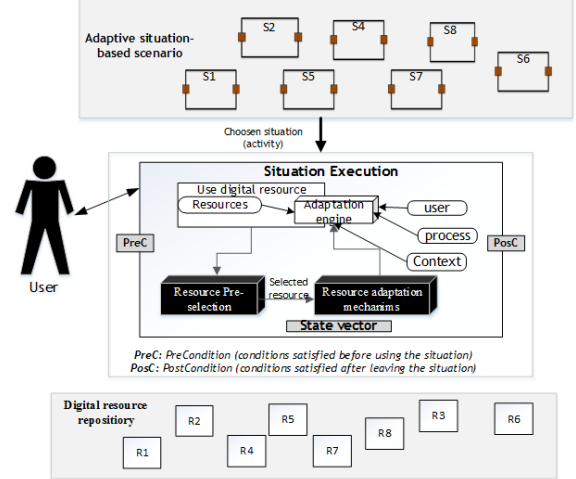 Adaptive situation-
based scenario
S2
S4
S8
S6
S1
S5
S7
Choosen situation
(activity)
Situation Execution
Use digital resource
Resources
Adaptation
engine
user
process
Context
PreC
PosC
User
Resource Pre-
selection
Selected
resource
Resource adaptation
mechanims
State vector
PreC: PreCondition (conditions satisfied before using the situation)
PosC: PostCondition (conditions satisfied after leaving the situation)
Digital resource
repositiory
R2
R5
R3
R6
R1
R4
R7
R8